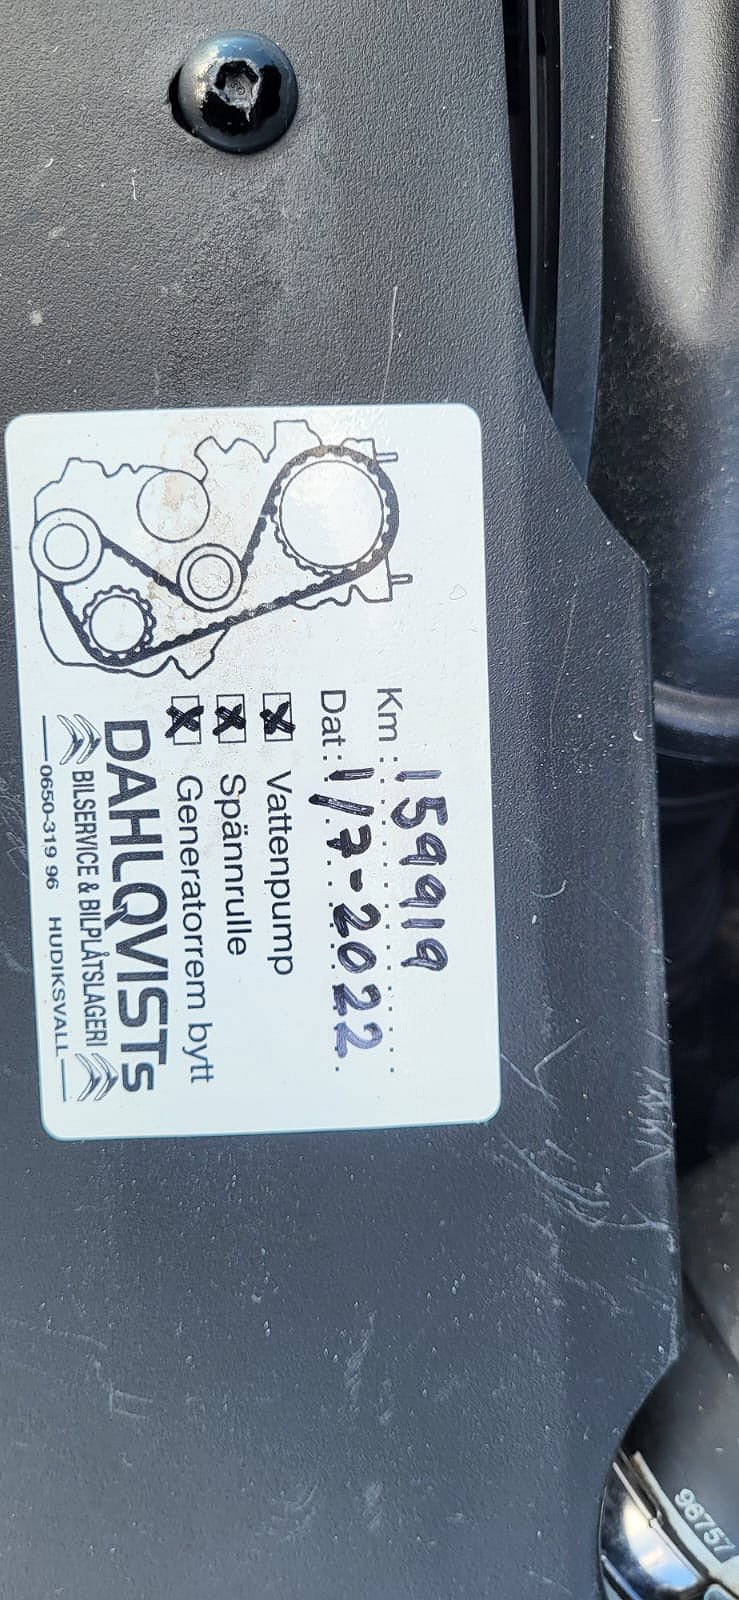 Km : 159919
Dat: 1/7-2022
X Vattenpump
X Spännrulle
X Generatorrem bytt
DAHLQVISTs
BILSERVICE & BILPLÅTSLAGERI
0650-319 96 HUDIKSVALL
96757